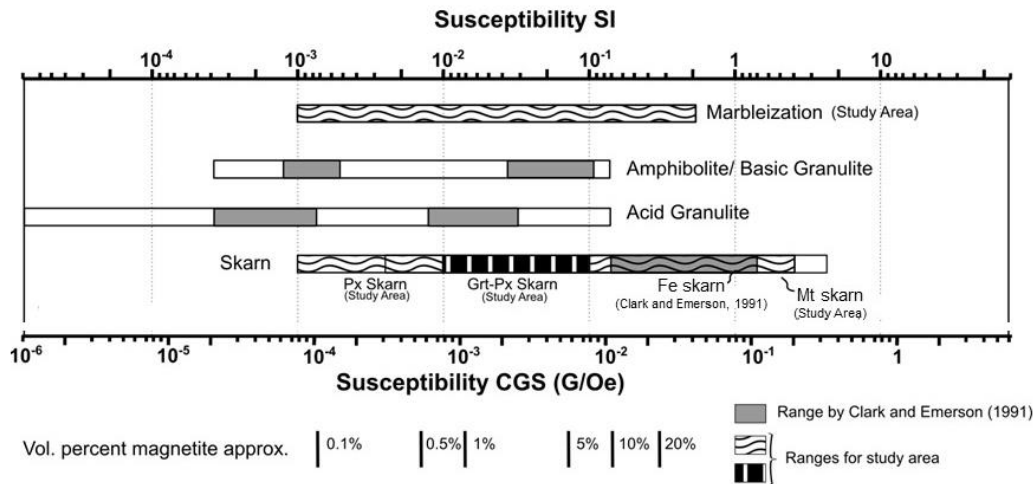 Susceptibility SI
10-4 10-3 10-2 10-1 1 10
Marbleization (Study Area)
Amphibolite/ Basic Granulite
Acid Granulite
Skarn
Px Skarn
(Study Area)
Grt-Px Skarn
(Study Area)
Fe skarn
(Clark and Emerson, 1991)
Mt skarn
(Study Area)
10-6 10-5 10-4 10-3 10-2 10-1 1
Susceptibility CGS (G/Oe)
Vol. percent magnetite approx. 0.1% 0.5% 1% 5% 10% 20%
Range by Clark and Emerson (1991)
Ranges for study area